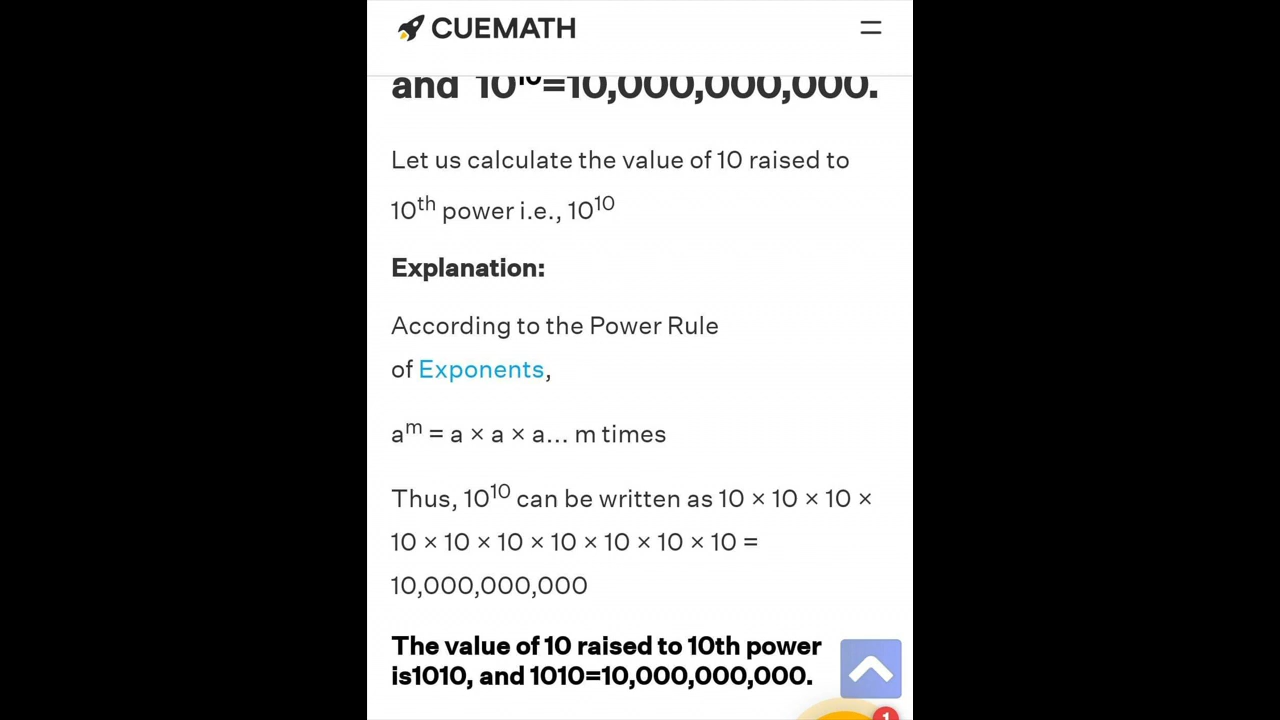 CUEMATH
and 10¹⁰=10,000,000,000.
Let us calculate the value of 10 raised to
10ᵗʰ power i.e., 10¹⁰
Explanation:
According to the Power Rule
of Exponents,
aᵐ = a × a × a... m times
Thus, 10¹⁰ can be written as 10 × 10 × 10 ×
10 × 10 × 10 × 10 × 10 × 10 × 10 =
10,000,000,000
The value of 10 raised to 10th power
is1010, and 1010=10,000,000,000.
1